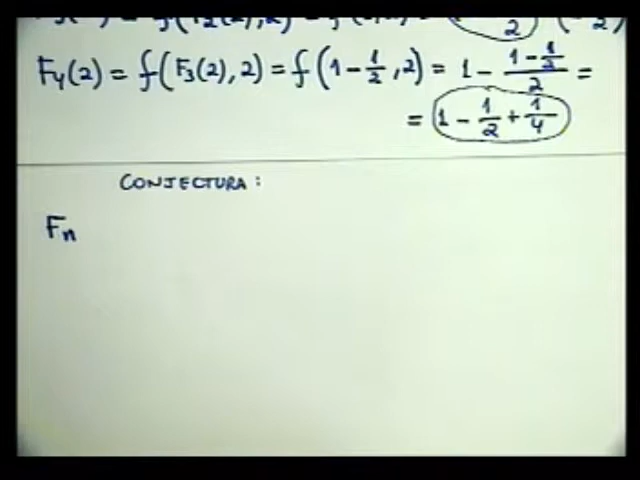 F₄(2) = f(F₃(2), 2) = f(1 - 1/2, 2) = 1 - (1 - 1/2)/2 =
= 1 - 1/2 + 1/4
CONJECTURA:
Fₙ